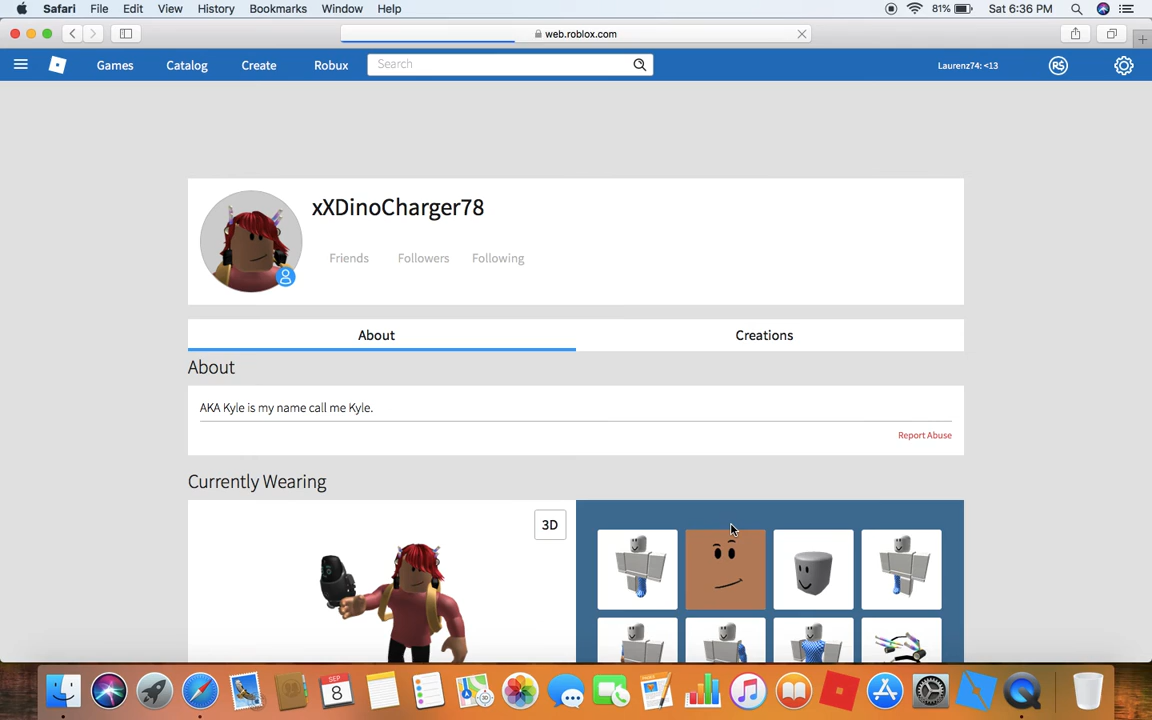 Safari File Edit View History Bookmarks Window Help 81% Sat 6:36 PM
web.roblox.com
Games Catalog Create Robux Search Laurenz74: <13 R$
xXDinoCharger78
Friends Followers Following
About Creations
About
AKA Kyle is my name call me Kyle.
Report Abuse
Currently Wearing
3D
SEP
8